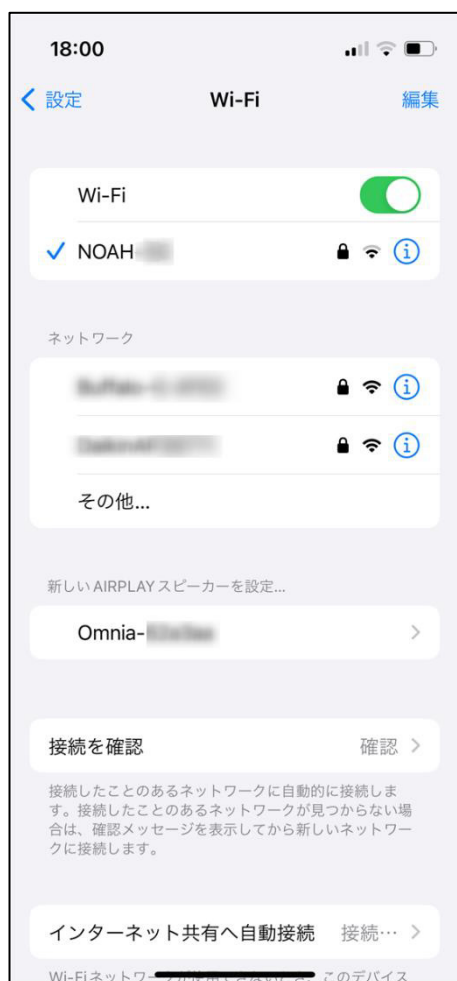 18:00
設定
Wi-Fi
編集
Wi-Fi
NOAH
ネットワーク
その他...
新しい AIRPLAY スピーカーを設定...
Omnia-
接続を確認
確認
接続したことのあるネットワークに自動的に接続しま
す。接続したことのあるネットワークが見つからない場
合は、確認メッセージを表示してから新しいネットワー
クに接続します。
インターネット共有へ自動接続
接続…
Wi-Fiネットワー
このデバイス